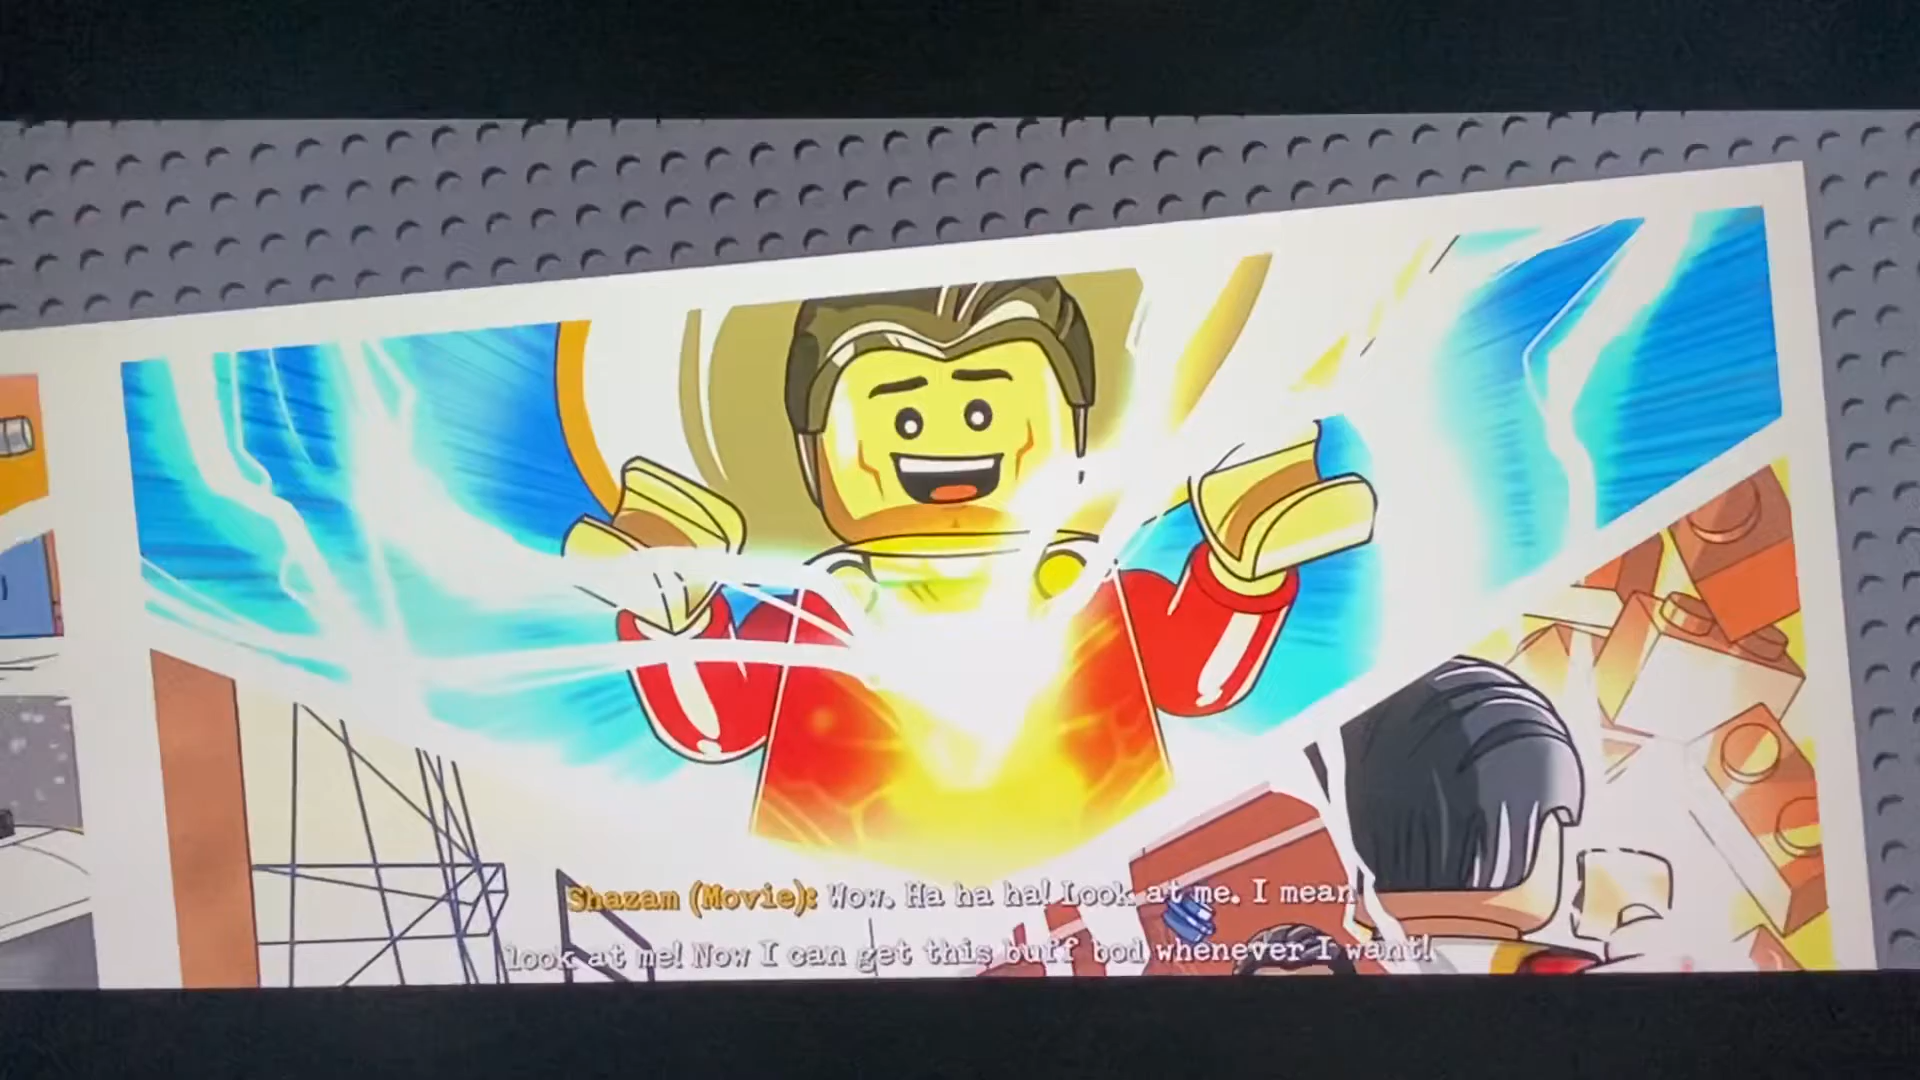 Shazam (Movie): Wow. Ha ha ha! Look at me. I mean
look at me! Now I can get this buff bod whenever I want!